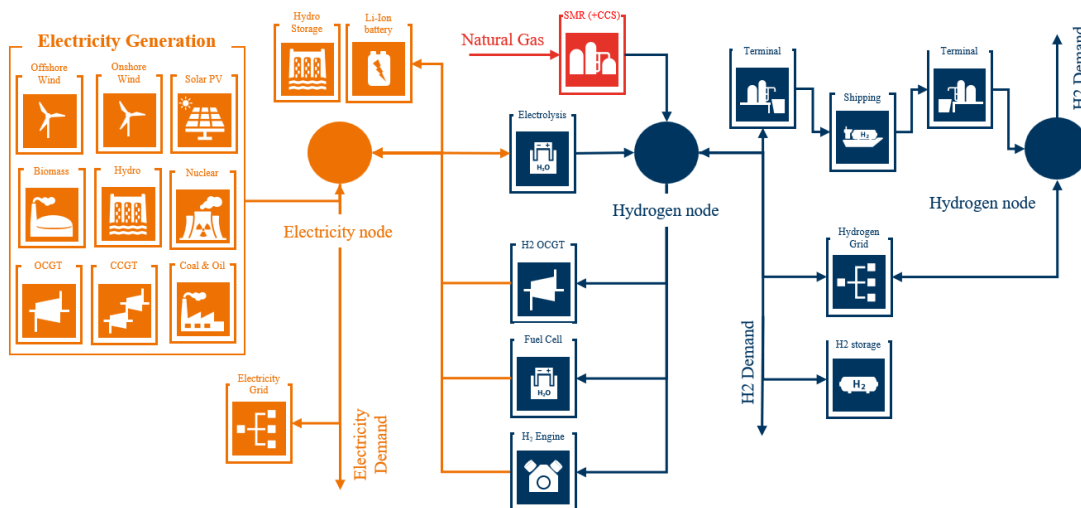 Electricity Generation
Offshore
Wind
Onshore
Wind
Solar PV
Biomass
Hydro
Nuclear
OCGT
CCGT
Coal & Oil
Hydro
Storage
Li-Ion
battery
Natural Gas
SMR (+CCS)
Electrolysis
H₂O
Electricity node
Hydrogen node
H2 OCGT
Fuel Cell
H₂O
H₂ Engine
Electricity
Grid
Electricity
Demand
Terminal
Shipping
H₂
Terminal
H2 Demand
Hydrogen node
Hydrogen
Grid
H2 storage
H₂
H2 Demand